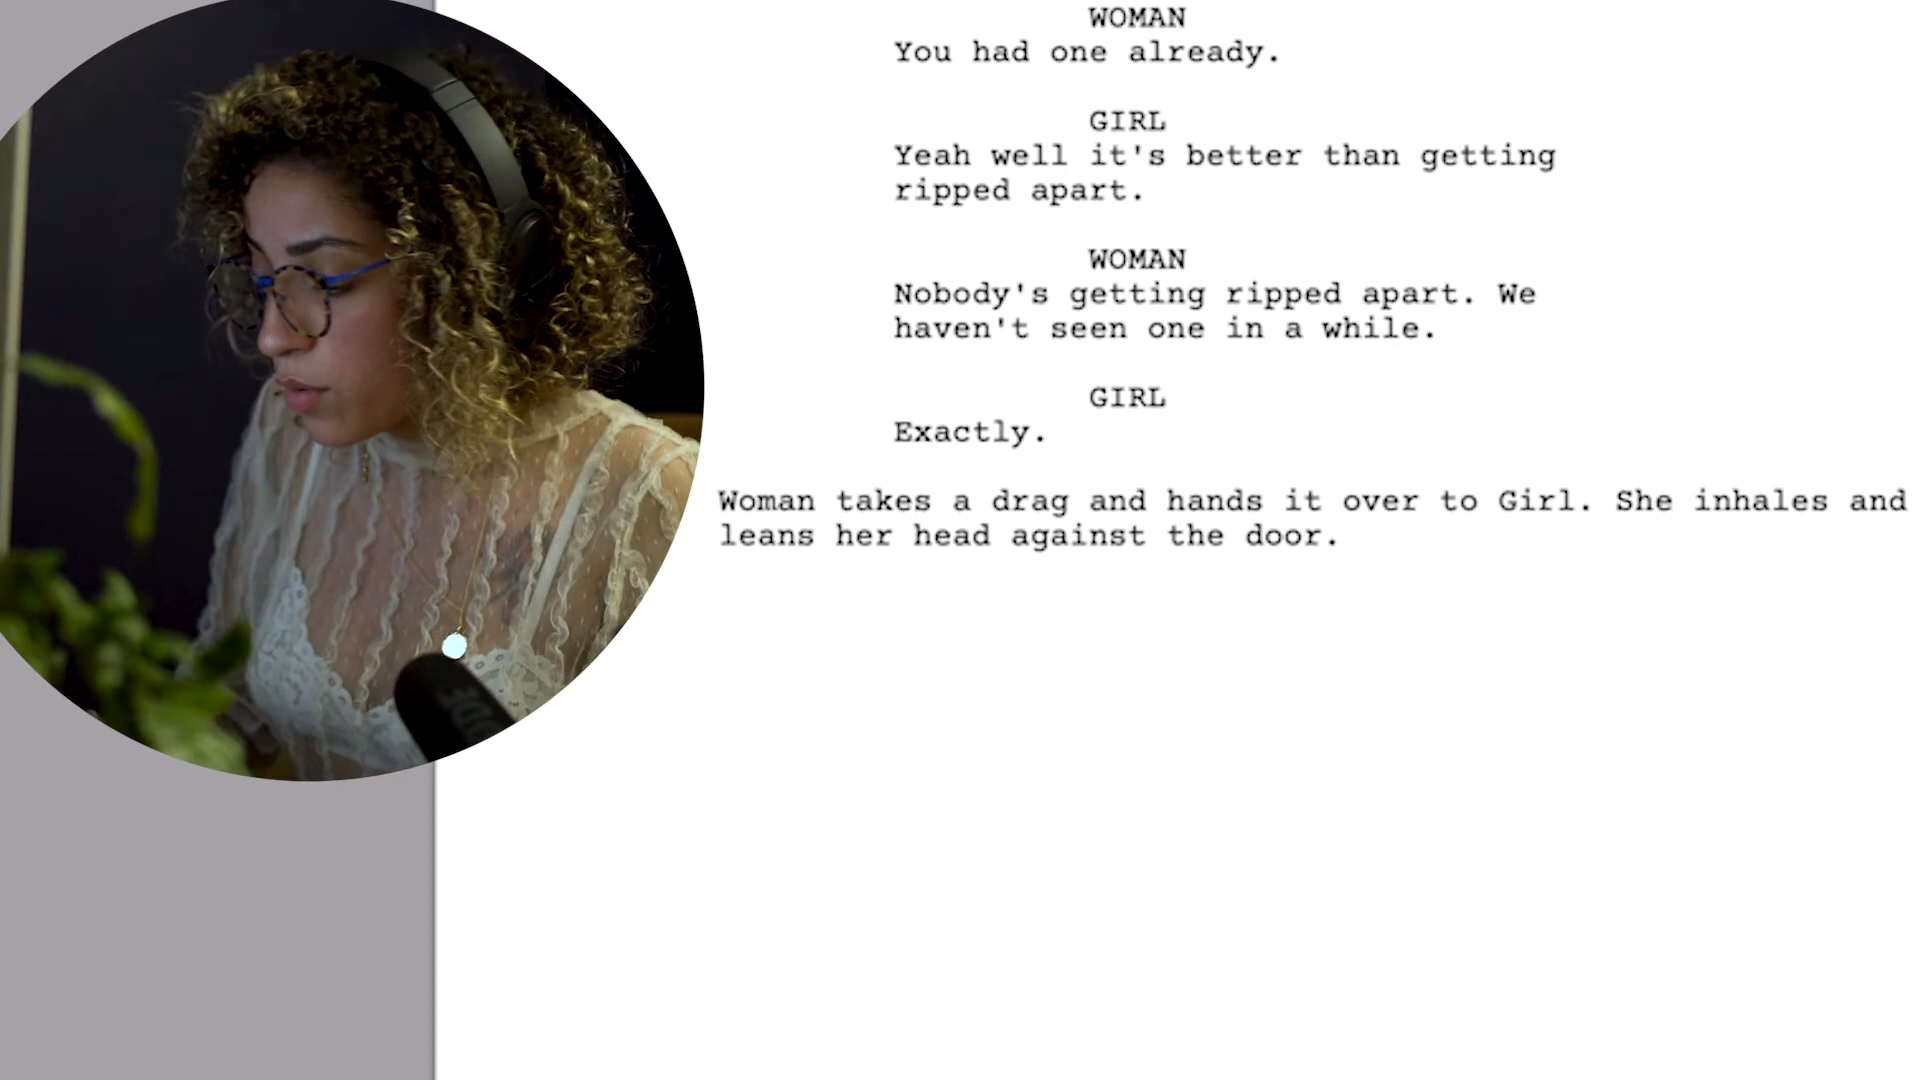 WOMAN
You had one already.
GIRL
Yeah well it's better than getting
ripped apart.
WOMAN
Nobody's getting ripped apart. We
haven't seen one in a while.
GIRL
Exactly.
Woman takes a drag and hands it over to Girl. She inhales and
leans her head against the door.
RØDE